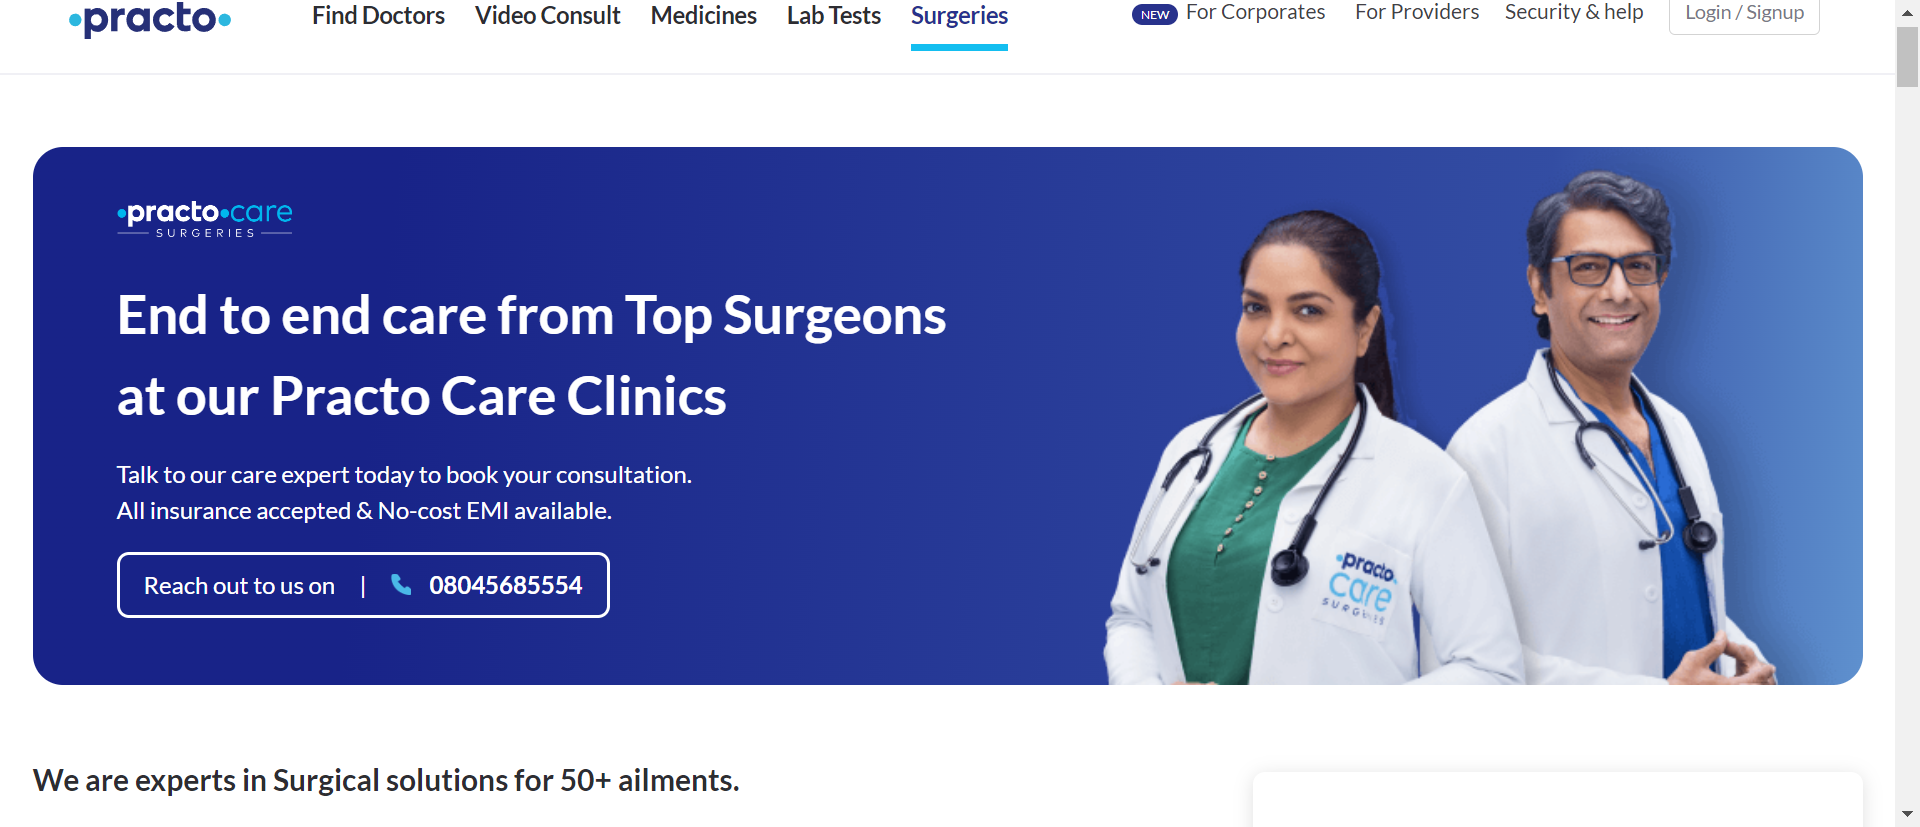 practo
Find Doctors
Video Consult
Medicines
Lab Tests
Surgeries
NEW
For Corporates
For Providers
Security & help
Login / Signup
practo care
SURGERIES
End to end care from Top Surgeons
at our Practo Care Clinics
Talk to our care expert today to book your consultation.
All insurance accepted & No-cost EMI available.
Reach out to us on | 08045685554
practo
care
SURGERIES
We are experts in Surgical solutions for 50+ ailments.